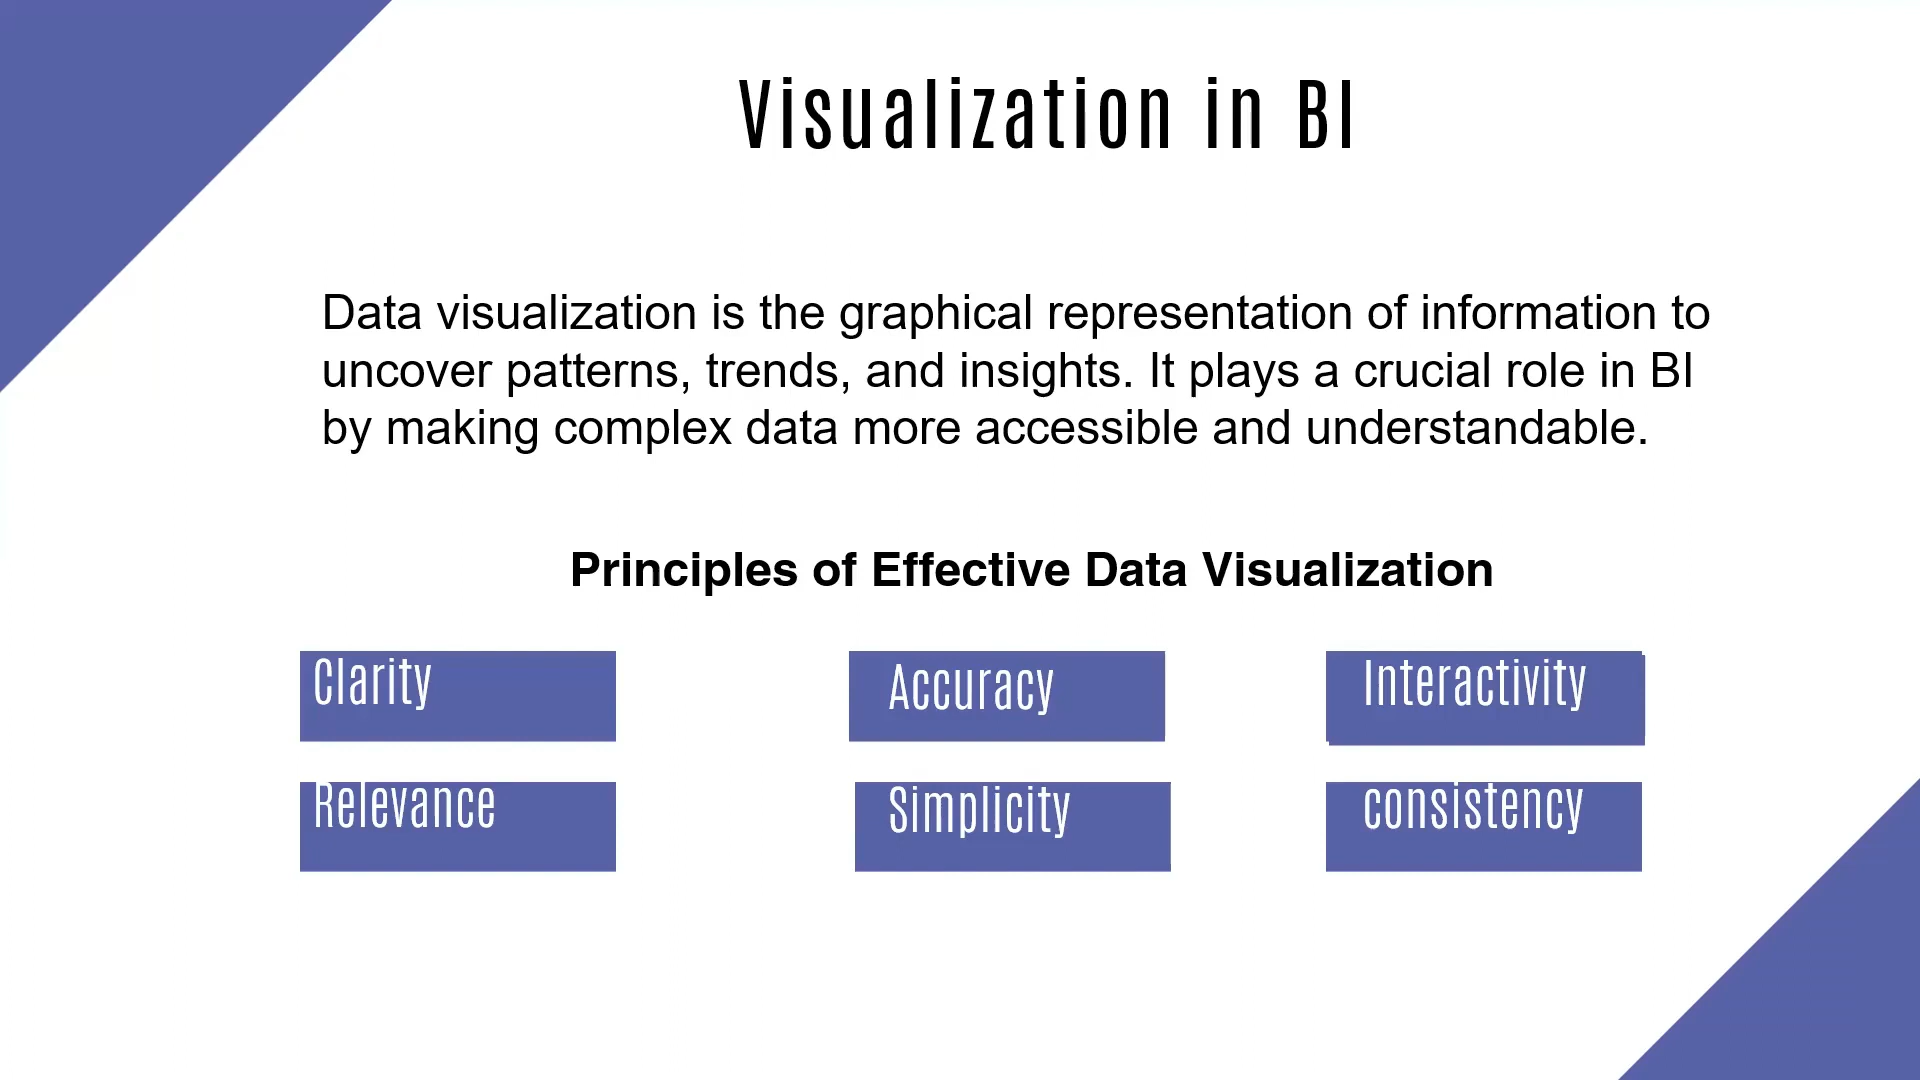 Visualization in BI
Data visualization is the graphical representation of information to
uncover patterns, trends, and insights. It plays a crucial role in BI
by making complex data more accessible and understandable.
Principles of Effective Data Visualization
Clarity
Accuracy
Interactivity
Relevance
Simplicity
consistency